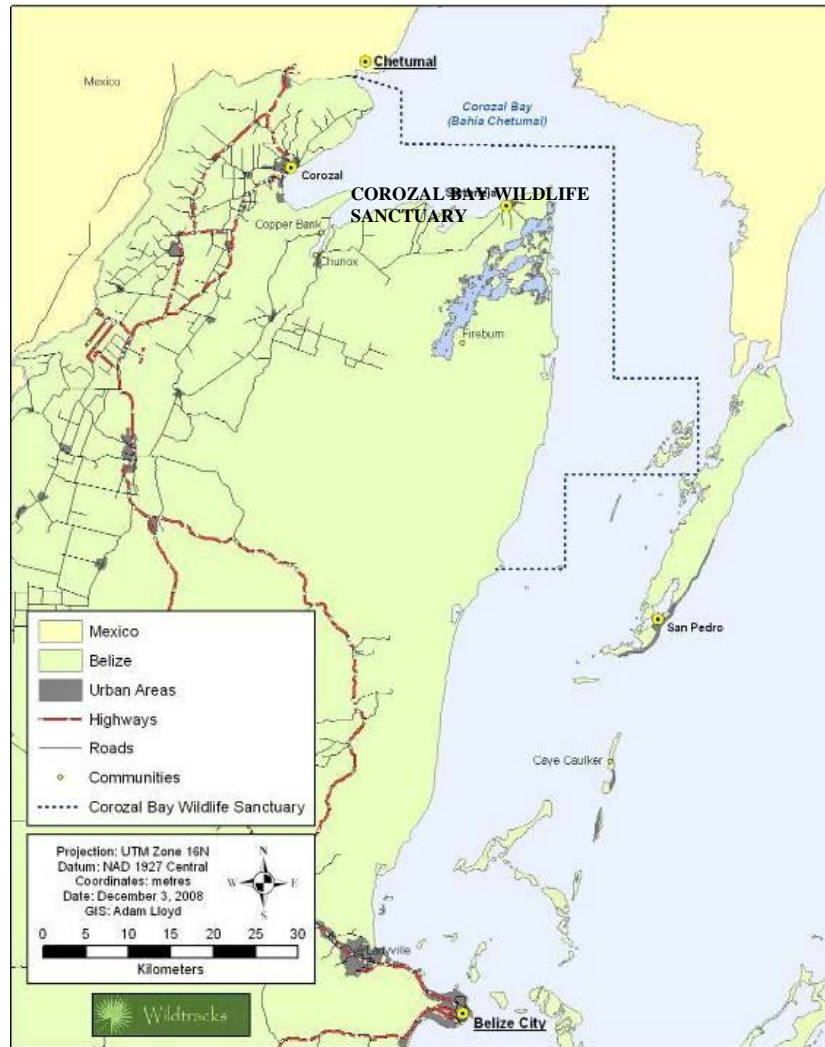 Chetumal
Mexico
Corozal Bay
(Bahia Chetumal)
Corozal
COROZAL BAY WILDLIFE
SANCTUARY
Copper Bank
Chunox
Fireburn
San Pedro
Caye Caulker
Mexico
Belize
Urban Areas
Highways
Roads
Communities
Corozal Bay Wildlife Sanctuary
Projection: UTM Zone 16N
Datum: NAD 1927 Central
Coordinates: metres
Date: December 3, 2008
GIS: Adam Lloyd
N
W E
S
0 5 10 15 20 25 30
Kilometers
Ladyville
Wildtracks
Belize City